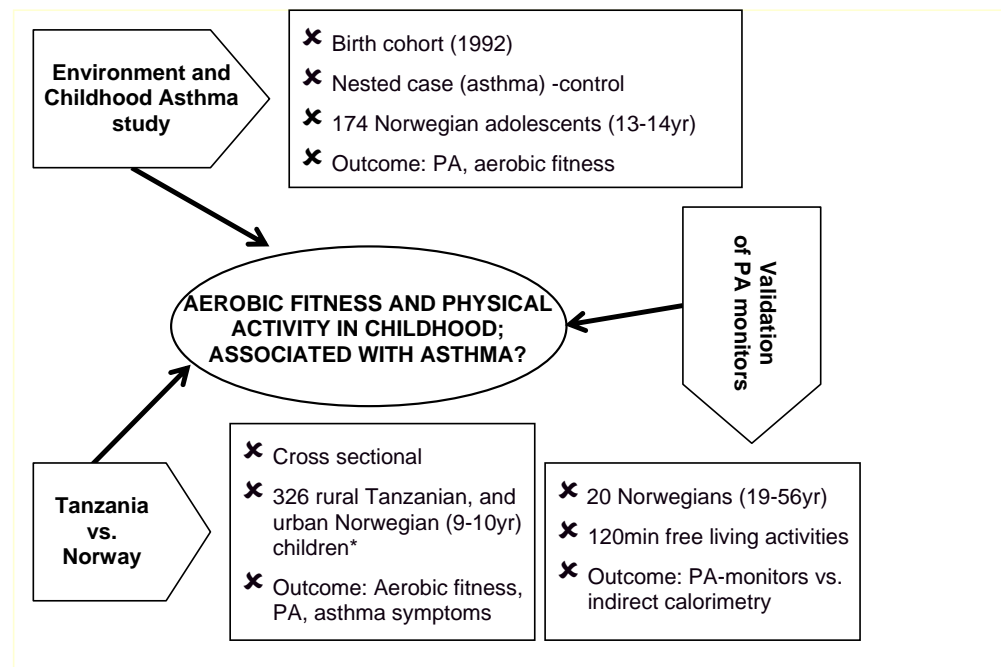 Environment and
Childhood Asthma
study
✘ Birth cohort (1992)
✘ Nested case (asthma) -control
✘ 174 Norwegian adolescents (13-14yr)
✘ Outcome: PA, aerobic fitness
Validation
of PA monitors
AEROBIC FITNESS AND PHYSICAL
ACTIVITY IN CHILDHOOD;
ASSOCIATED WITH ASTHMA?
Tanzania
vs.
Norway
✘ Cross sectional
✘ 326 rural Tanzanian, and
urban Norwegian (9-10yr)
children*
✘ Outcome: Aerobic fitness,
PA, asthma symptoms
✘ 20 Norwegians (19-56yr)
✘ 120min free living activities
✘ Outcome: PA-monitors vs.
indirect calorimetry